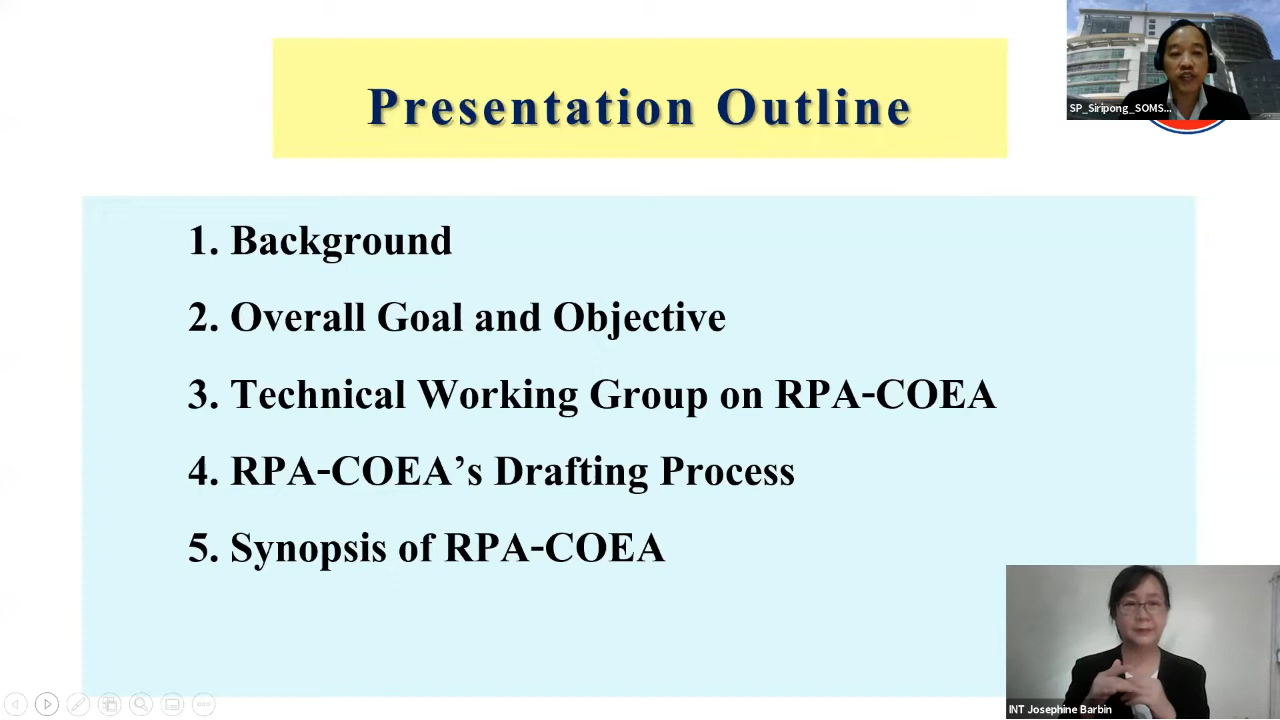 Presentation Outline
SP_Siripong_SOMS...
1. Background
2. Overall Goal and Objective
3. Technical Working Group on RPA-COEA
4. RPA-COEA’s Drafting Process
5. Synopsis of RPA-COEA
INT Josephine Barbin